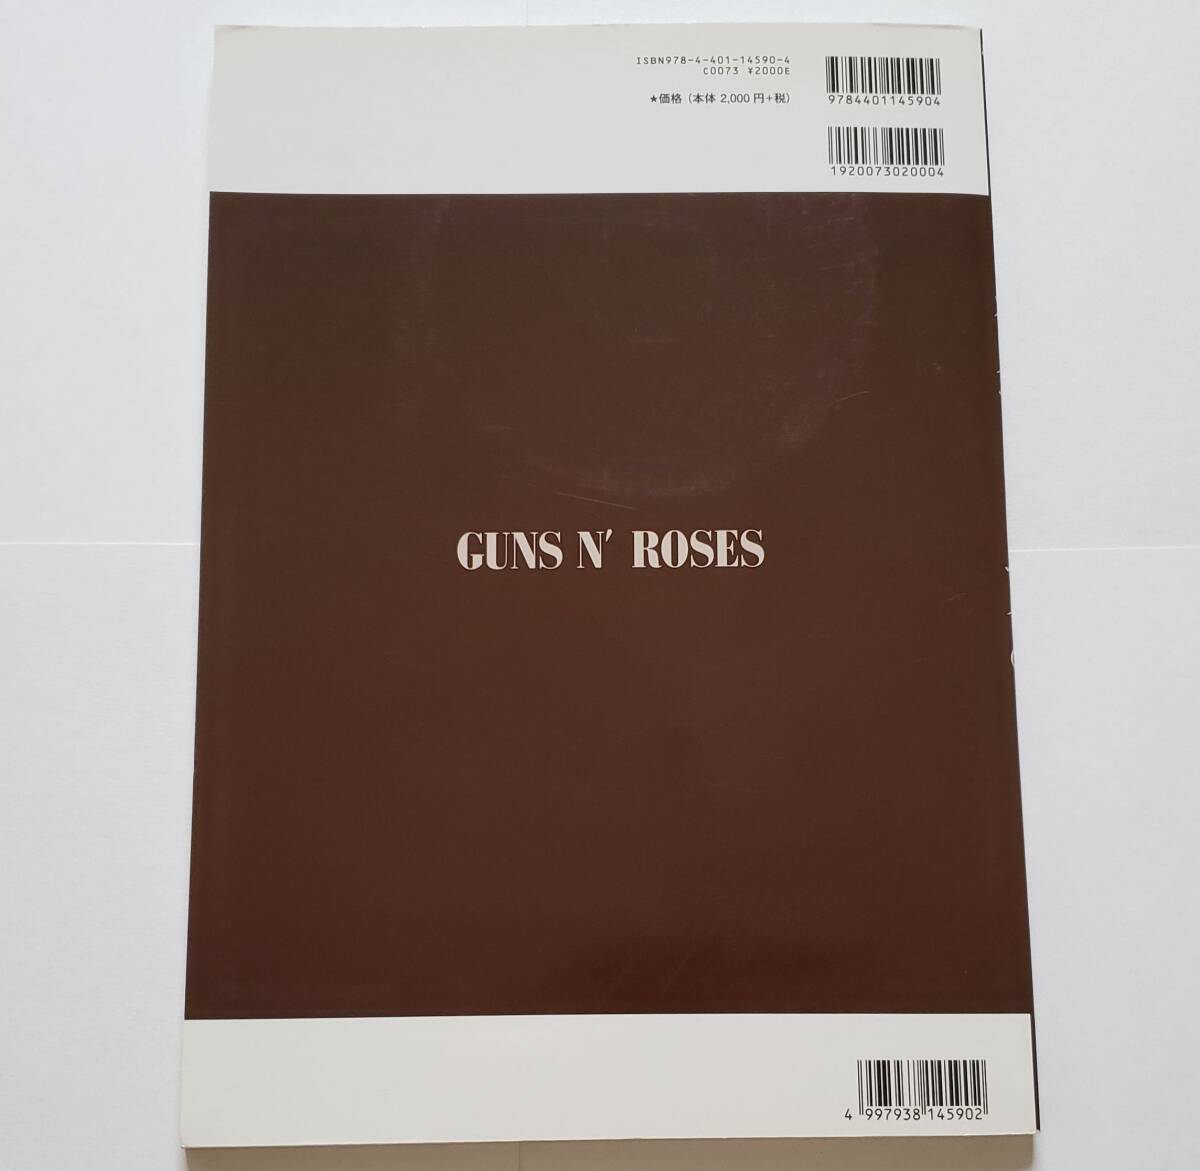 ISBN978-4-401-14590-4
C0073 ¥2000E
★価格（本体 2,000 円+税）
9784401145904
1920073020004
GUNS N' ROSES
4 997938 145902